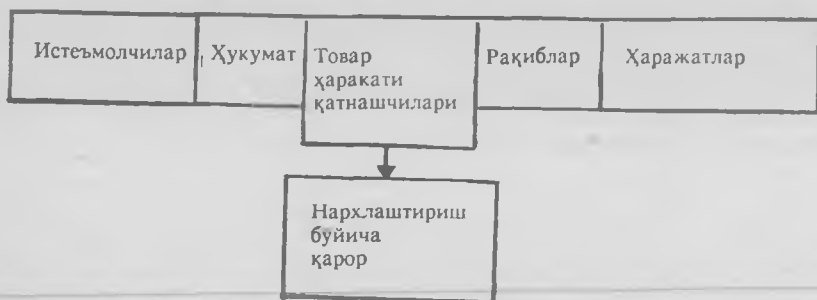 Истеъмолчилар
Ҳукумат
Товар
ҳаракати
қатнашчилари
Рақиблар
Ҳаражатлар
Нархлаштириш
буйича
қарор